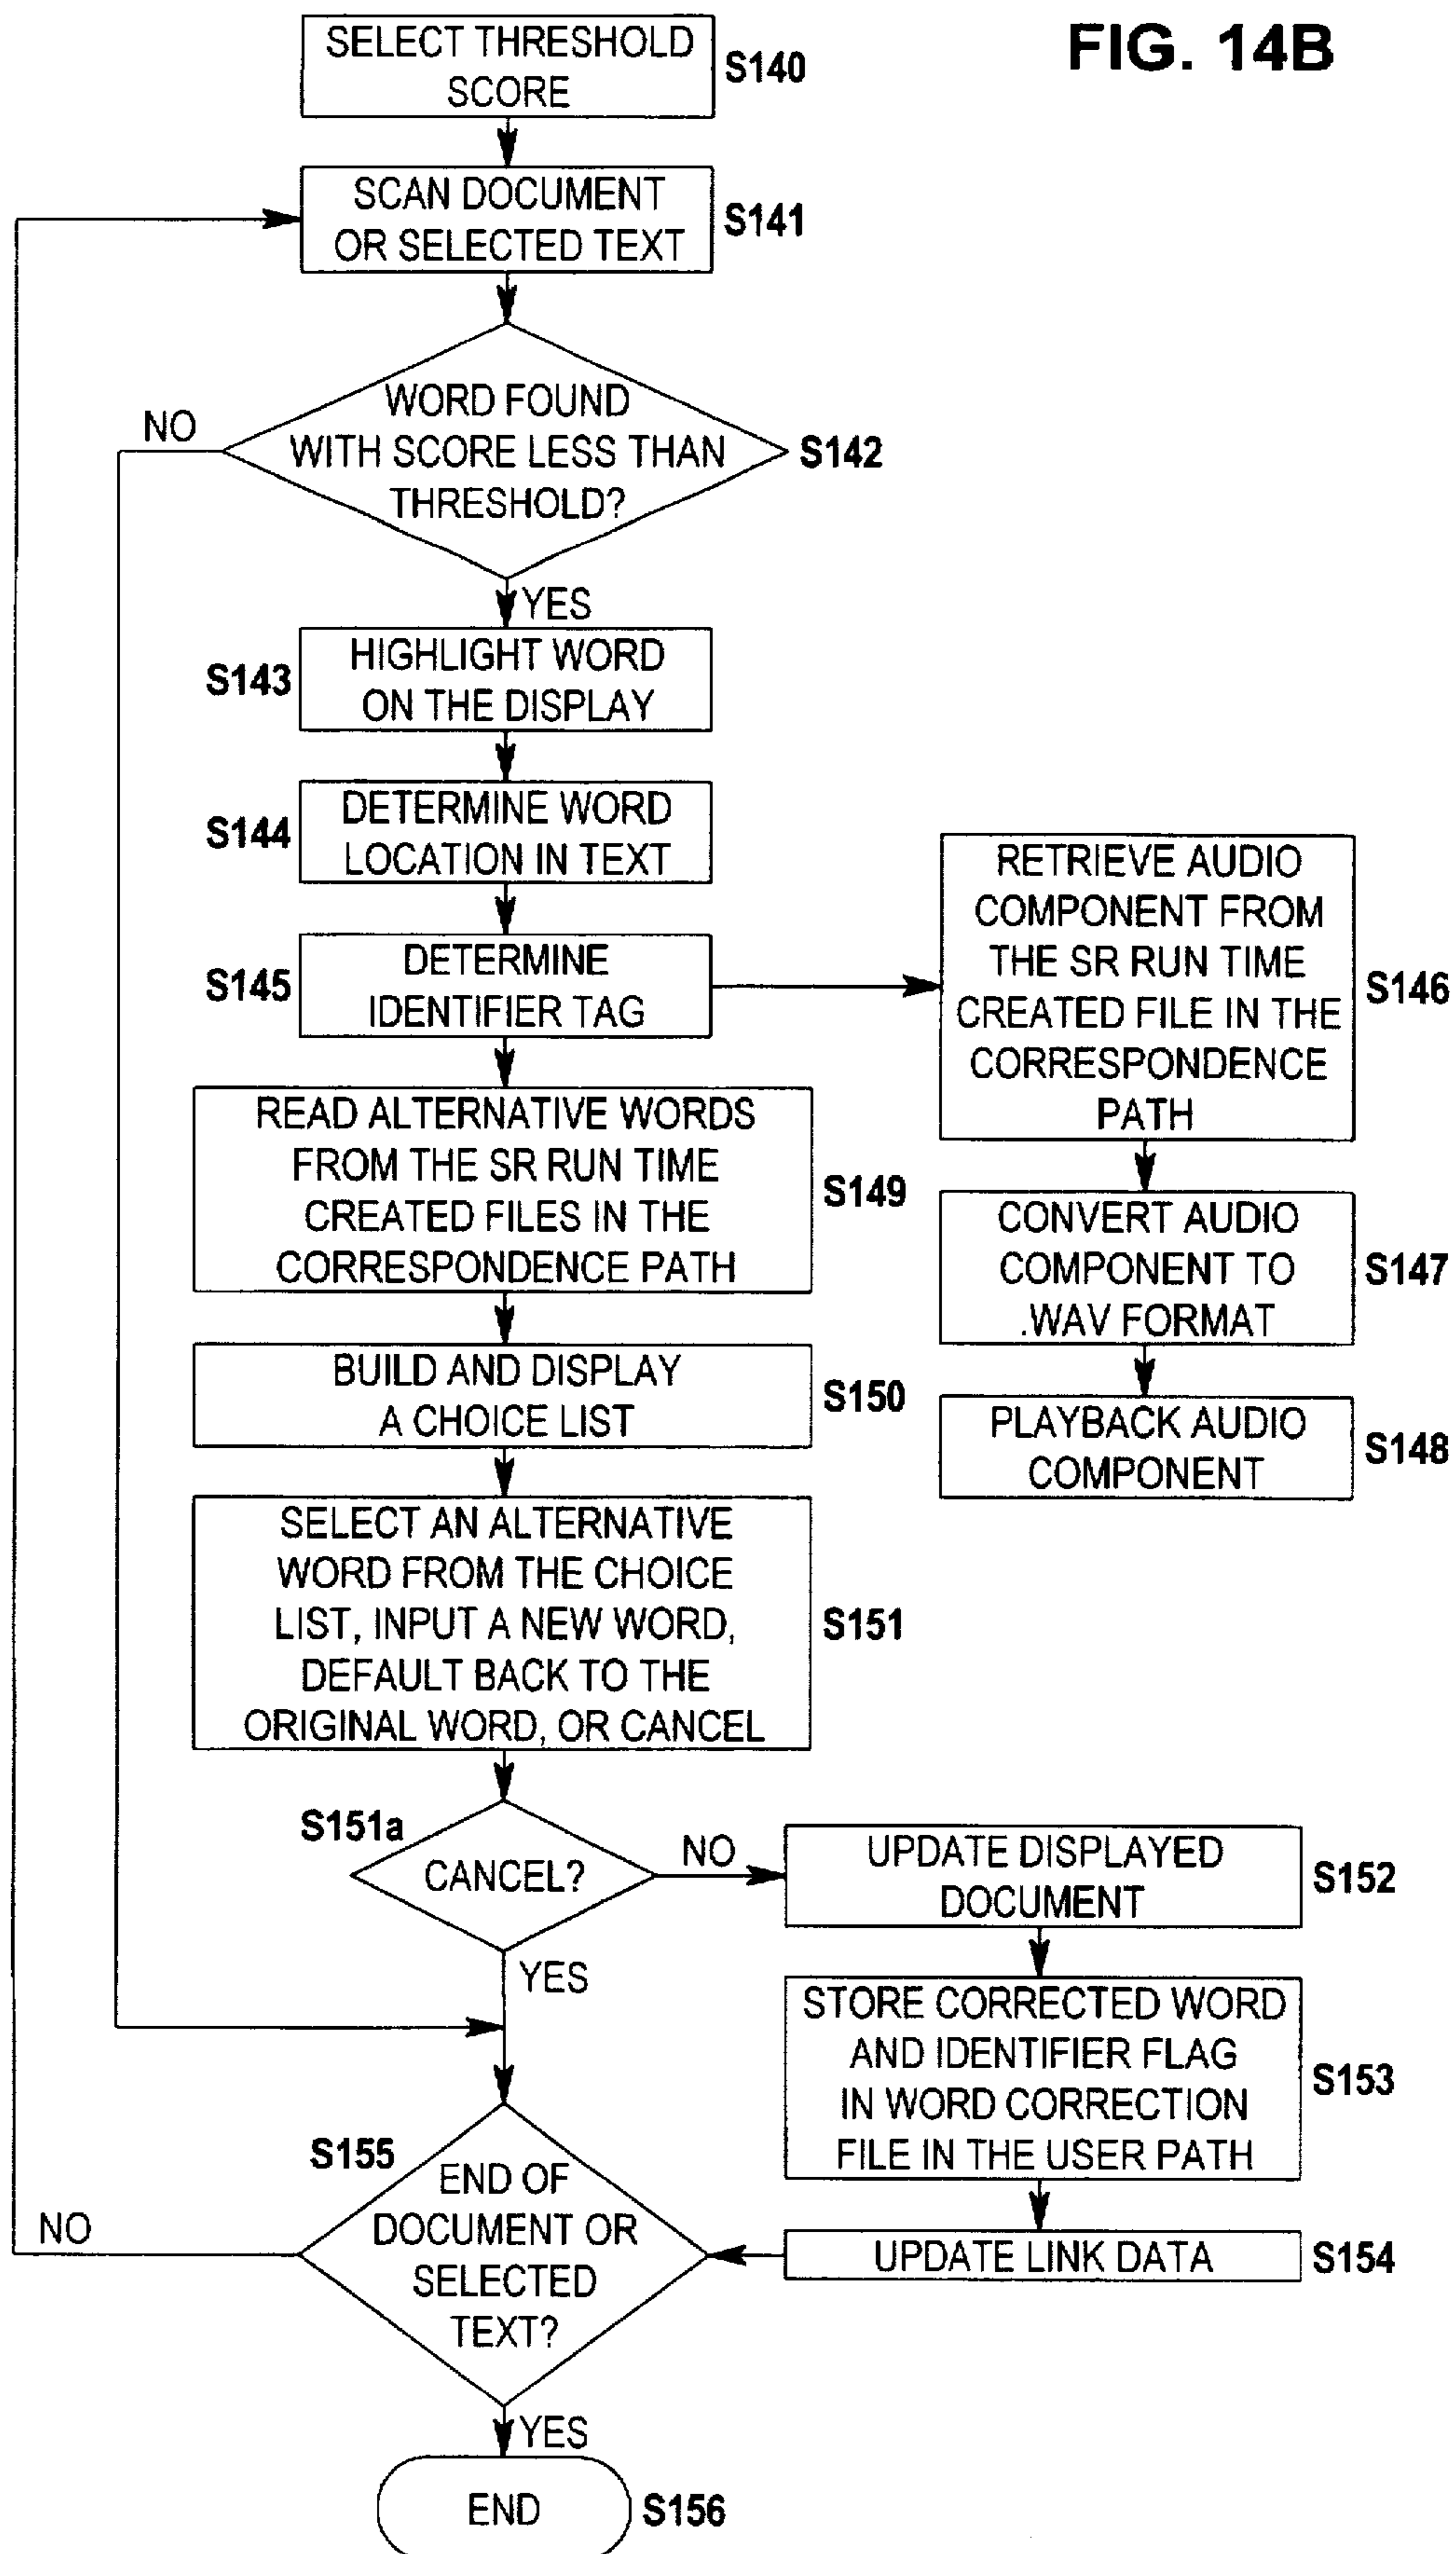 FIG. 14B
SELECT THRESHOLD
SCORE
S140
SCAN DOCUMENT
OR SELECTED TEXT
S141
WORD FOUND
WITH SCORE LESS THAN
THRESHOLD?
S142
NO
YES
HIGHLIGHT WORD
ON THE DISPLAY
S143
DETERMINE WORD
LOCATION IN TEXT
S144
DETERMINE
IDENTIFIER TAG
S145
RETRIEVE AUDIO
COMPONENT FROM
THE SR RUN TIME
CREATED FILE IN THE
CORRESPONDENCE
PATH
S146
CONVERT AUDIO
COMPONENT TO
.WAV FORMAT
S147
PLAYBACK AUDIO
COMPONENT
S148
READ ALTERNATIVE WORDS
FROM THE SR RUN TIME
CREATED FILES IN THE
CORRESPONDENCE PATH
S149
BUILD AND DISPLAY
A CHOICE LIST
S150
SELECT AN ALTERNATIVE
WORD FROM THE CHOICE
LIST, INPUT A NEW WORD,
DEFAULT BACK TO THE
ORIGINAL WORD, OR CANCEL
S151
S151a
CANCEL?
NO
YES
UPDATE DISPLAYED
DOCUMENT
S152
STORE CORRECTED WORD
AND IDENTIFIER FLAG
IN WORD CORRECTION
FILE IN THE USER PATH
S153
UPDATE LINK DATA
S154
S155
END OF
DOCUMENT OR
SELECTED
TEXT?
NO
YES
END
S156